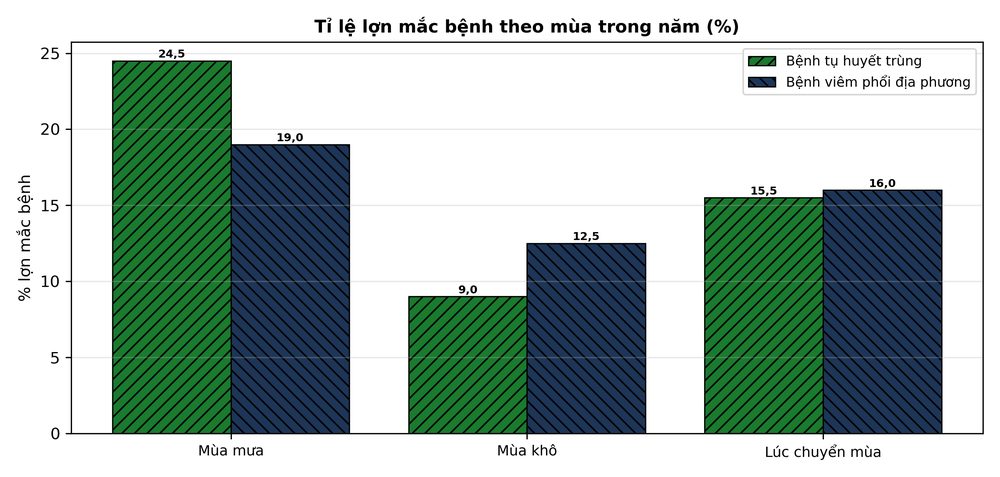 Tỉ lệ lợn mắc bệnh theo mùa trong năm (%)
Bệnh tụ huyết trùng
Bệnh viêm phổi địa phương
% lợn mắc bệnh
25
20
15
10
5
0
24,5
19,0
9,0
12,5
15,5
16,0
Mùa mưa
Mùa khô
Lúc chuyển mùa